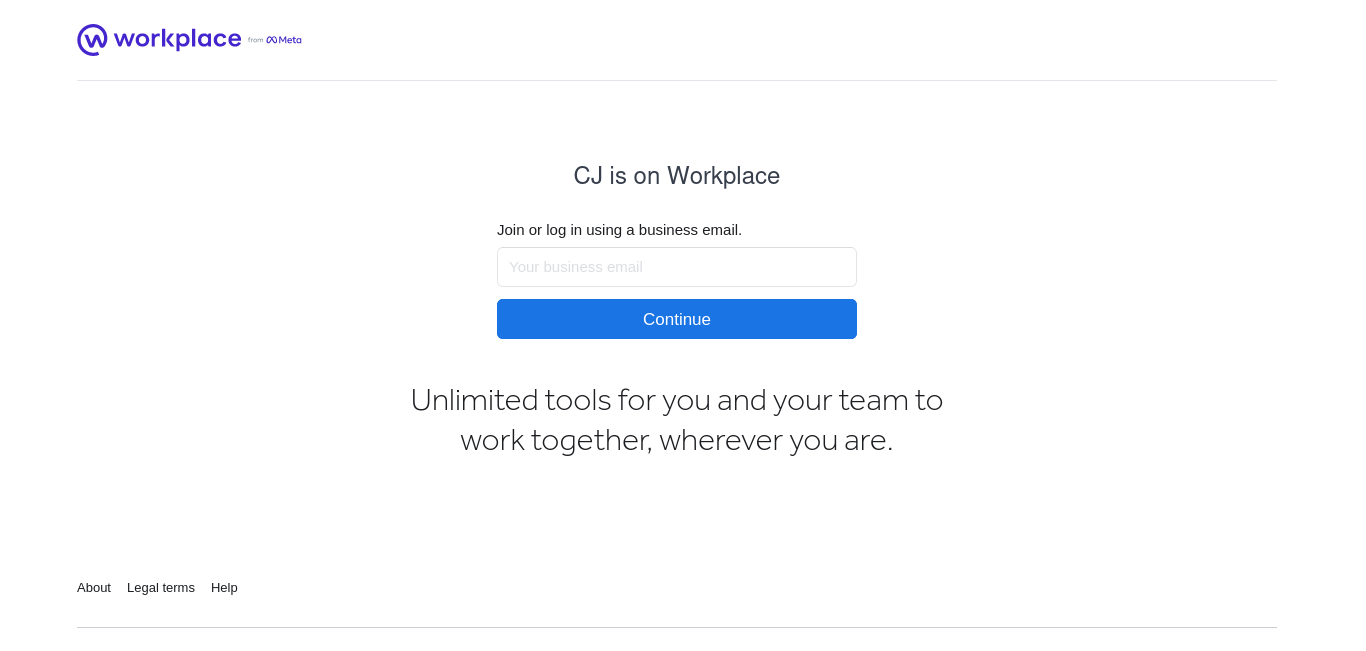 workplace from Meta
CJ is on Workplace
Join or log in using a business email.
Your business email
Continue
Unlimited tools for you and your team to
work together, wherever you are.
About Legal terms Help